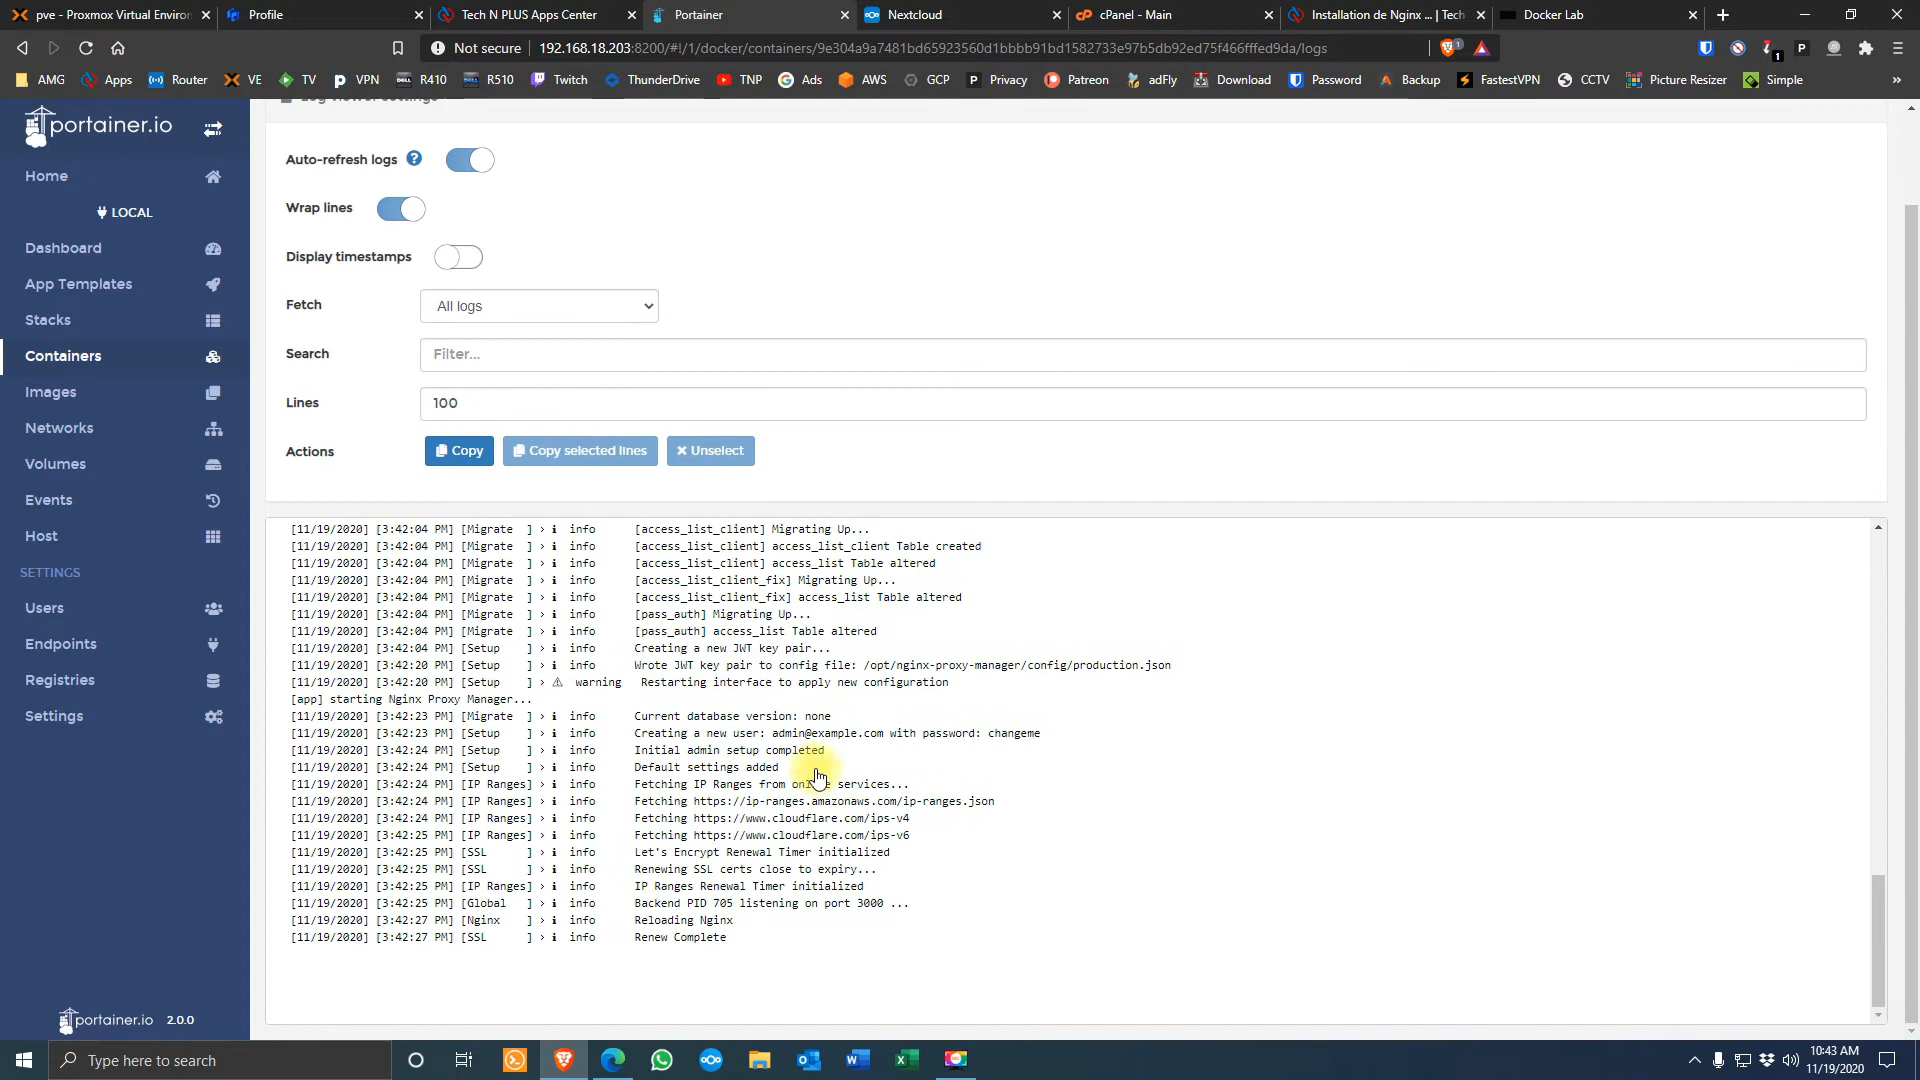 pve - Proxmox Virtual Environ
Profile
Tech N PLUS Apps Center
Portainer
Nextcloud
cPanel - Main
Installation de Nginx ... | Tech
Docker Lab
Not secure
192.168.18.203:8200/#!/1/docker/containers/9e304a9a7481bd65923560d1bbbb91bd1582733e97b5db92ed75f466fffed9da/logs
AMG
Apps
Router
VE
TV
VPN
R410
R510
Twitch
ThunderDrive
TNP
Ads
AWS
GCP
Privacy
Patreon
adFly
Download
Password
Backup
FastestVPN
CCTV
Picture Resizer
Simple
portainer.io
Home
LOCAL
Dashboard
App Templates
Stacks
Containers
Images
Networks
Volumes
Events
Host
SETTINGS
Users
Endpoints
Registries
Settings
portainer.io 2.0.0
Log viewer settings
Auto-refresh logs
Wrap lines
Display timestamps
Fetch All logs
Search Filter...
Lines 100
Actions Copy Copy selected lines Unselect
[11/19/2020] [3:42:04 PM] [Migrate  ] › ℹ  info      [access_list_client] Migrating Up...
[11/19/2020] [3:42:04 PM] [Migrate  ] › ℹ  info      [access_list_client] access_list_client Table created
[11/19/2020] [3:42:04 PM] [Migrate  ] › ℹ  info      [access_list_client] access_list Table altered
[11/19/2020] [3:42:04 PM] [Migrate  ] › ℹ  info      [access_list_client_fix] Migrating Up...
[11/19/2020] [3:42:04 PM] [Migrate  ] › ℹ  info      [access_list_client_fix] access_list Table altered
[11/19/2020] [3:42:04 PM] [Migrate  ] › ℹ  info      [pass_auth] Migrating Up...
[11/19/2020] [3:42:04 PM] [Migrate  ] › ℹ  info      [pass_auth] access_list Table altered
[11/19/2020] [3:42:04 PM] [Setup    ] › ℹ  info      Creating a new JWT key pair...
[11/19/2020] [3:42:20 PM] [Setup    ] › ℹ  info      Wrote JWT key pair to config file: /opt/nginx-proxy-manager/config/production.json
[11/19/2020] [3:42:20 PM] [Setup    ] › ⚠  warning   Restarting interface to apply new configuration
[app] starting Nginx Proxy Manager...
[11/19/2020] [3:42:23 PM] [Migrate  ] › ℹ  info      Current database version: none
[11/19/2020] [3:42:23 PM] [Setup    ] › ℹ  info      Creating a new user: admin@example.com with password: changeme
[11/19/2020] [3:42:24 PM] [Setup    ] › ℹ  info      Initial admin setup completed
[11/19/2020] [3:42:24 PM] [Setup    ] › ℹ  info      Default settings added
[11/19/2020] [3:42:24 PM] [IP Ranges] › ℹ  info      Fetching IP Ranges from online services...
[11/19/2020] [3:42:24 PM] [IP Ranges] › ℹ  info      Fetching https://ip-ranges.amazonaws.com/ip-ranges.json
[11/19/2020] [3:42:24 PM] [IP Ranges] › ℹ  info      Fetching https://www.cloudflare.com/ips-v4
[11/19/2020] [3:42:25 PM] [IP Ranges] › ℹ  info      Fetching https://www.cloudflare.com/ips-v6
[11/19/2020] [3:42:25 PM] [SSL      ] › ℹ  info      Let's Encrypt Renewal Timer initialized
[11/19/2020] [3:42:25 PM] [SSL      ] › ℹ  info      Renewing SSL certs close to expiry...
[11/19/2020] [3:42:25 PM] [IP Ranges] › ℹ  info      IP Ranges Renewal Timer initialized
[11/19/2020] [3:42:25 PM] [Global   ] › ℹ  info      Backend PID 705 listening on port 3000 ...
[11/19/2020] [3:42:27 PM] [Nginx    ] › ℹ  info      Reloading Nginx
[11/19/2020] [3:42:27 PM] [SSL      ] › ℹ  info      Renew Complete
Type here to search
10:43 AM
11/19/2020